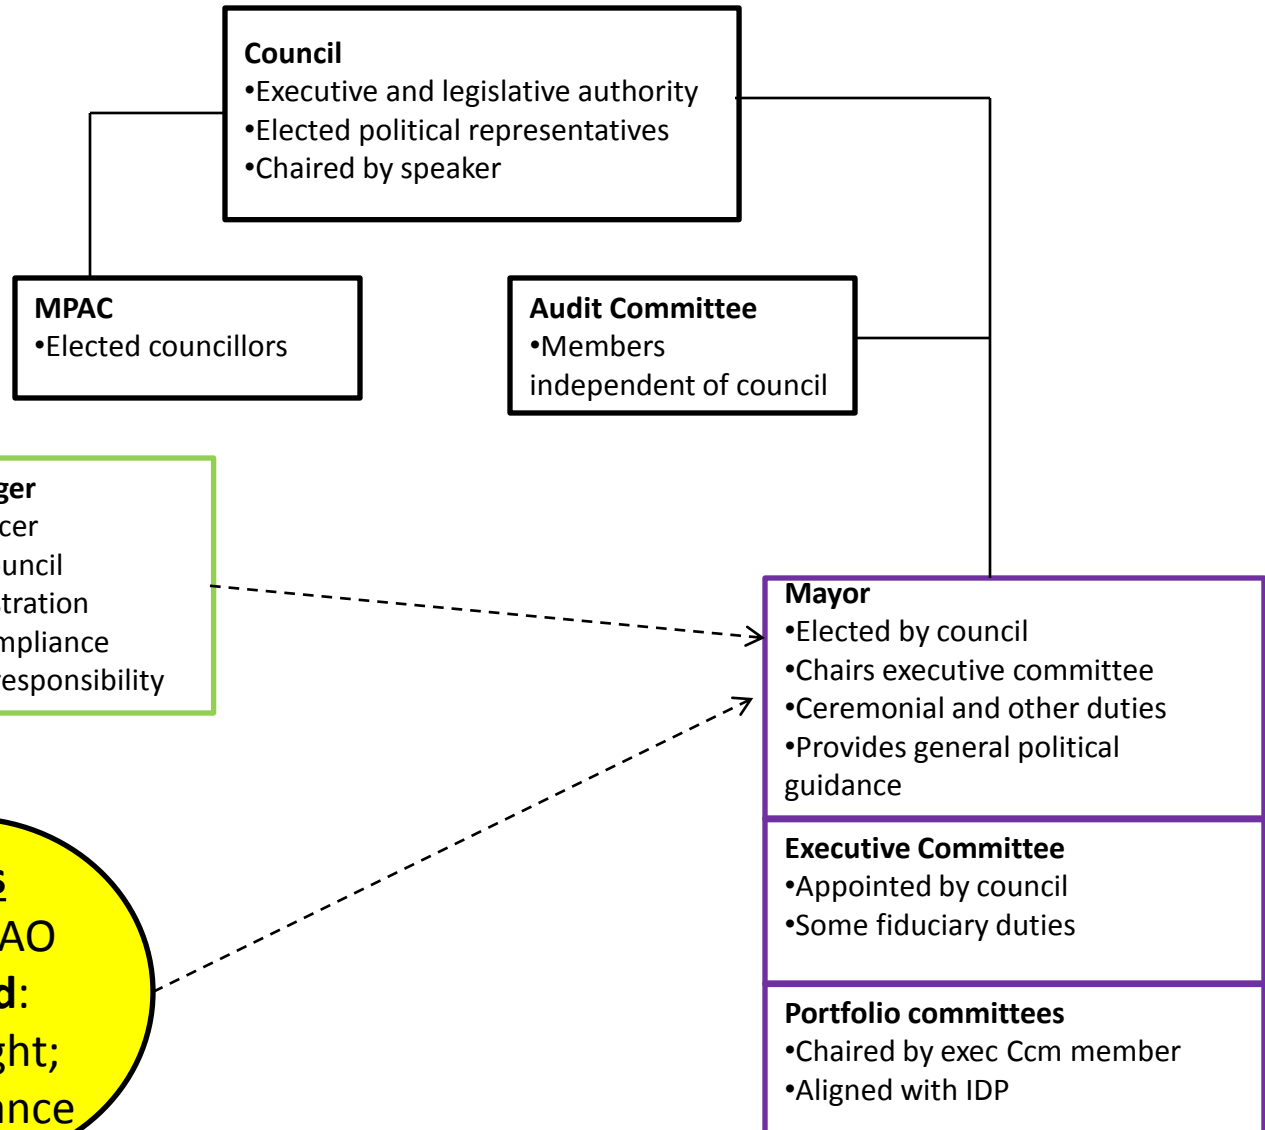 Council
•Executive and legislative authority
•Elected political representatives
•Chaired by speaker
MPAC
•Elected councillors
Audit Committee
•Members
independent of council
ger
cer
uncil
stration
mpliance
responsibility
Mayor
•Elected by council
•Chairs executive committee
•Ceremonial and other duties
•Provides general political
guidance
Executive Committee
•Appointed by council
•Some fiduciary duties
Portfolio committees
•Chaired by exec Ccm member
•Aligned with IDP
s
AO
d:
ght;
ance